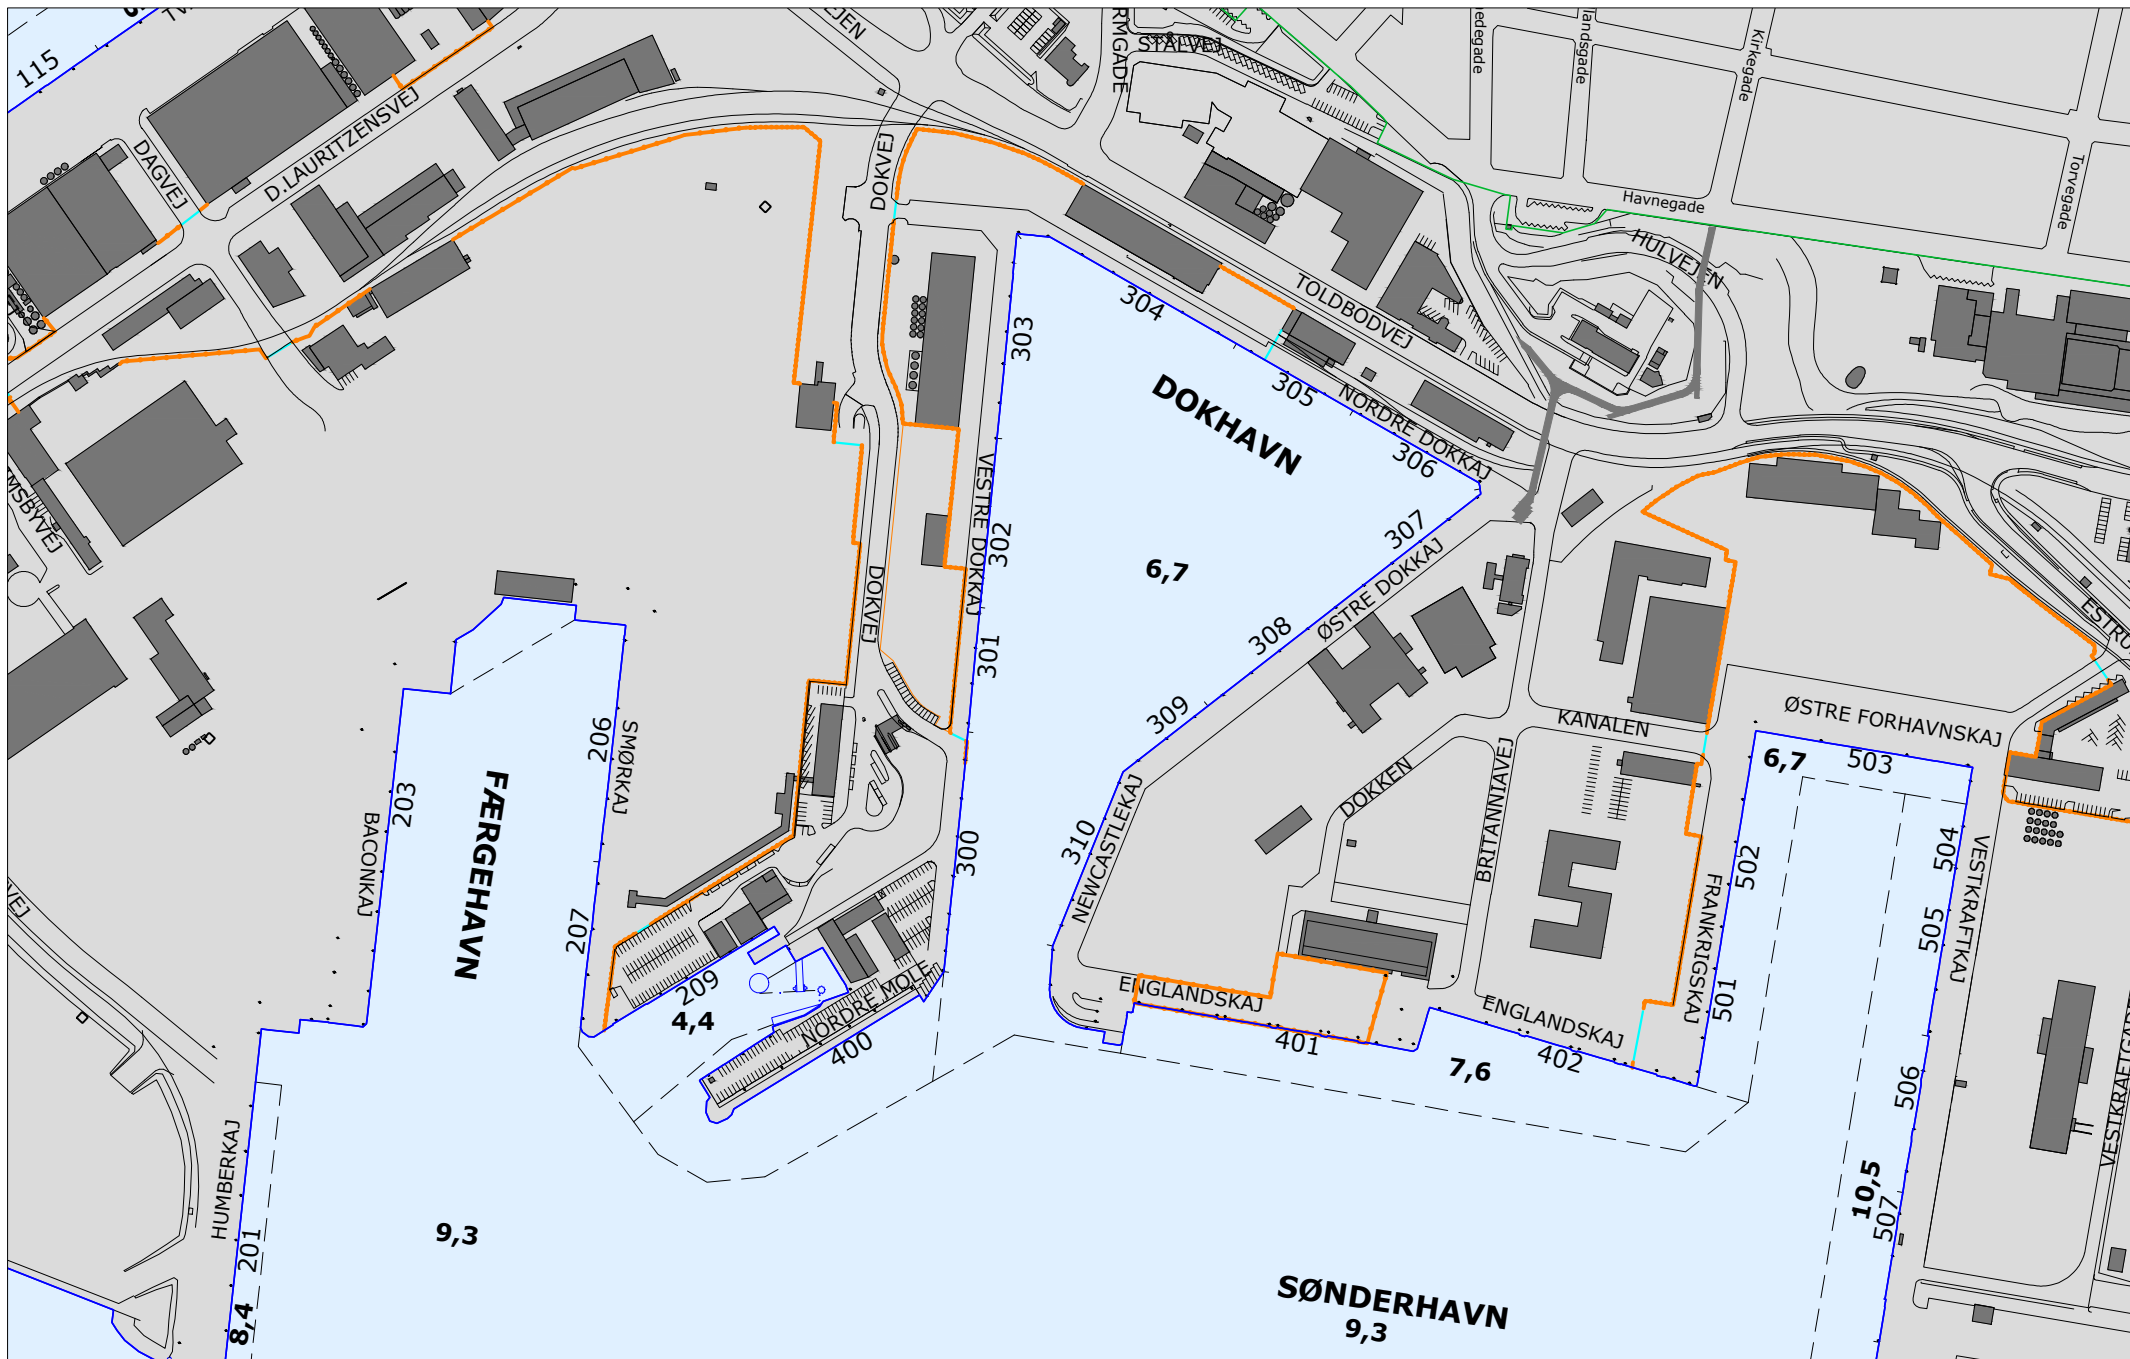 115
EJEN
RMGADE
STÅLVEJ
Kirkegade
Torvegade
Havnegade
HULVEJEN
DAGVEJ
D.LAURITZENSVEJ
DOKVEJ
TOLDBODVEJ
304
303
305
NORDRE DOKKAJ
306
DOKHAVN
307
MSBYVEJ
VESTRE DOKKAJ
302
6,7
ØSTRE DOKKAJ
DOKVEJ
301
308
309
206
SMØRKAJ
203
BACONKAJ
FÆRGEHAVN
207
209
4,4
NORDRE MOLE
400
300
310
NEWCASTLEKAJ
KANALEN
DOKKEN
BRITANNIAVEJ
ØSTRE FORHAVNSKAJ
6,7
503
504
502
FRANKRIGSKAJ
505
VESTKRAFTKAJ
501
ENGLANDSKAJ
401
ENGLANDSKAJ
402
7,6
506
10,5
507
HUMBERKAJ
201
8,4
9,3
SØNDERHAVN
9,3